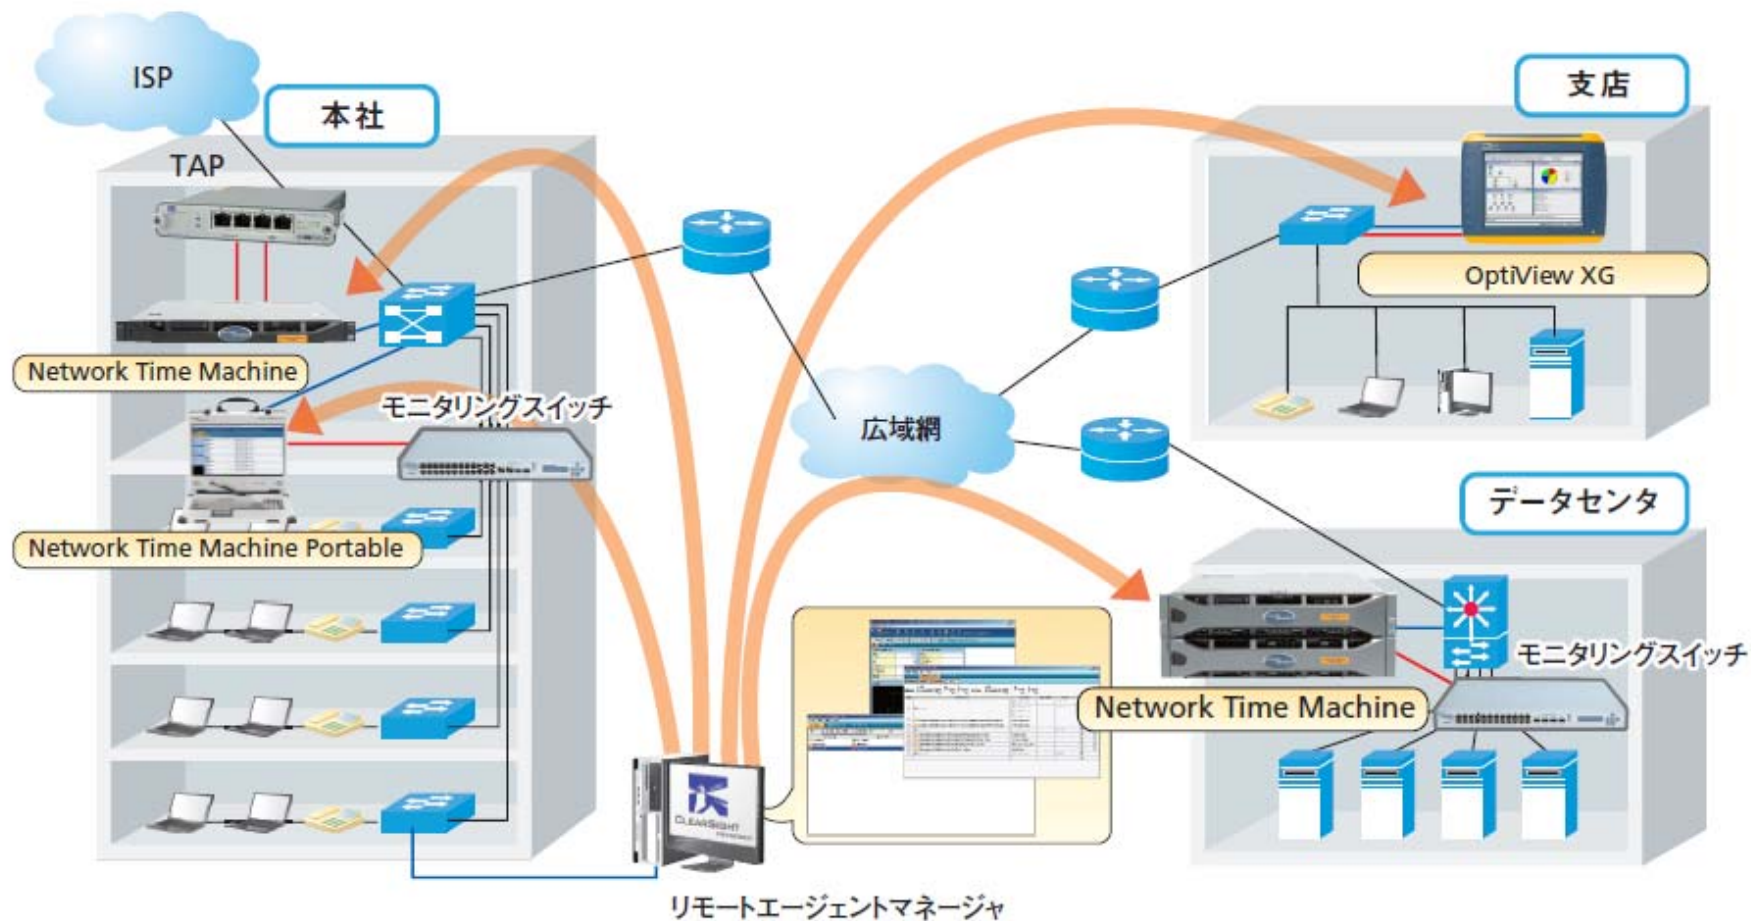 ISP
本社
支店
TAP
OptiView XG
Network Time Machine
モニタリングスイッチ
広域網
データセンタ
Network Time Machine Portable
モニタリングスイッチ
Network Time Machine
CLEARSIGHT
リモートエージェントマネージャ